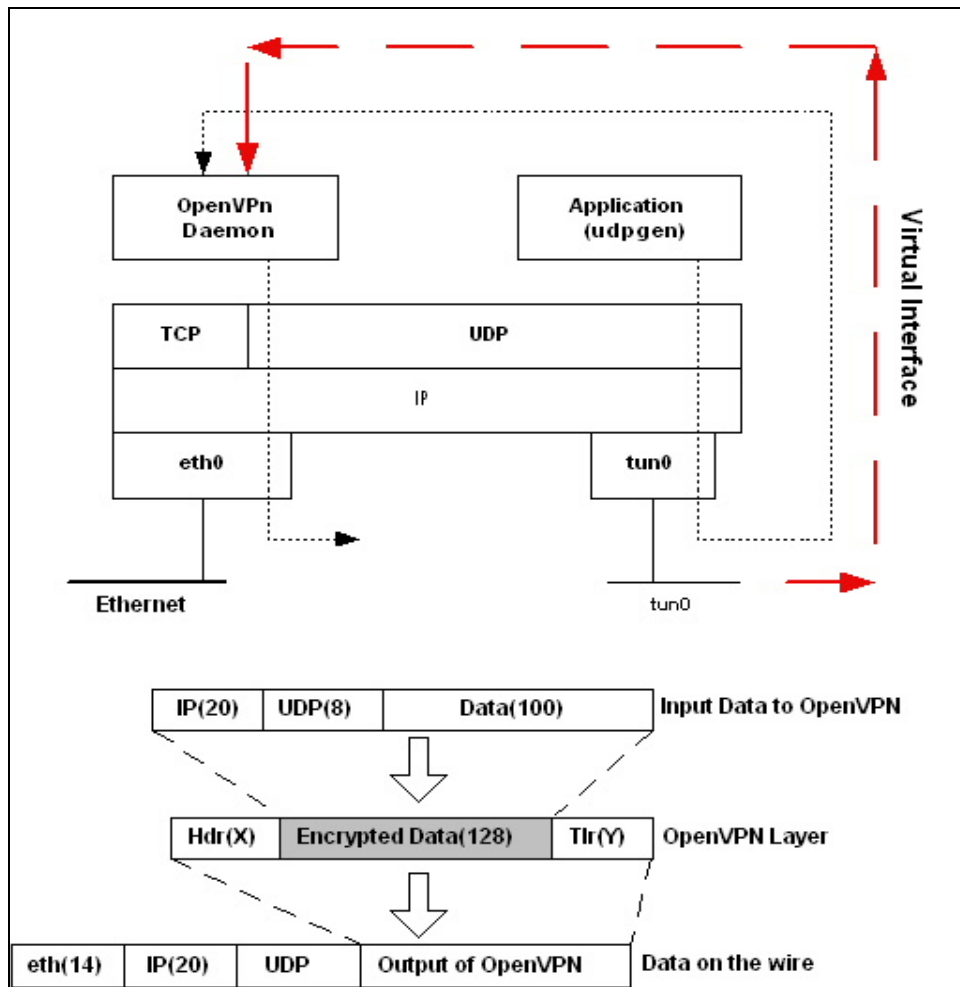 OpenVPn
Daemon
Application
(udpgen)
Virtual Interface
TCP
UDP
IP
eth0
tun0
Ethernet
tun0
IP(20)
UDP(8)
Data(100)
Input Data to OpenVPN
Hdr(X)
Encrypted Data(128)
Tlr(Y)
OpenVPN Layer
eth(14)
IP(20)
UDP
Output of OpenVPN
Data on the wire